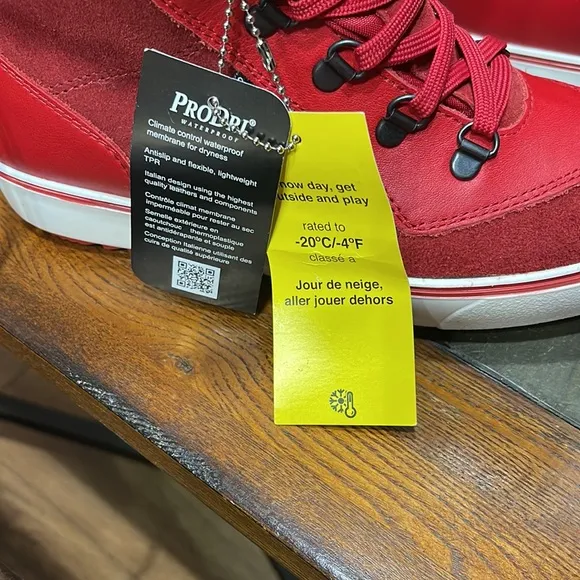 PRODRI®
WATERPROOF
Climate control waterproof
membrane for dryness
Antislip and flexible, lightweight
TPR
Italian design using the highest
quality leathers and components
Contrôle climat membrane
imperméable pour rester au sec
Semelle extérieure en
caoutchouc thermoplastique
est antidérapante et souple
Conception Italienne utilisant des
cuirs de qualité supérieure
now day, get
utside and play
rated to
-20°C/-4°F
classé a
Jour de neige,
aller jouer dehors